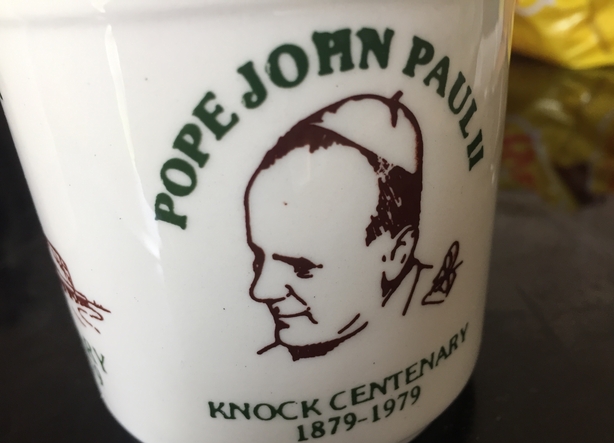 POPE JOHN PAUL II
KNOCK CENTENARY
1879-1979